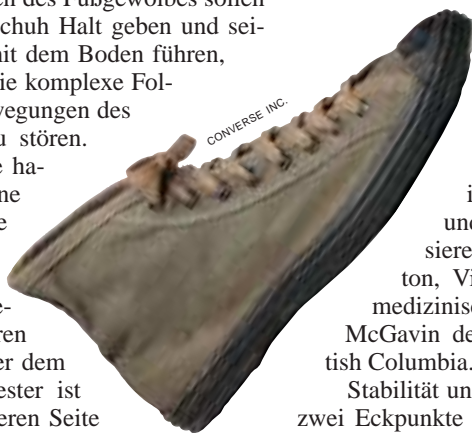 en des Fußgewölbes sollen
chuh Halt geben und sei-
mit dem Boden führen,
ie komplexe Fol-
wegungen des
u stören.
e ha-
ne
e
e-
ren
er dem
ester ist
eren Seite
CONVERSE INC.
i
und
siere
ton, Vi
medizinisc
McGavin de
tish Columbia.
Stabilität un
zwei Eckpunkte